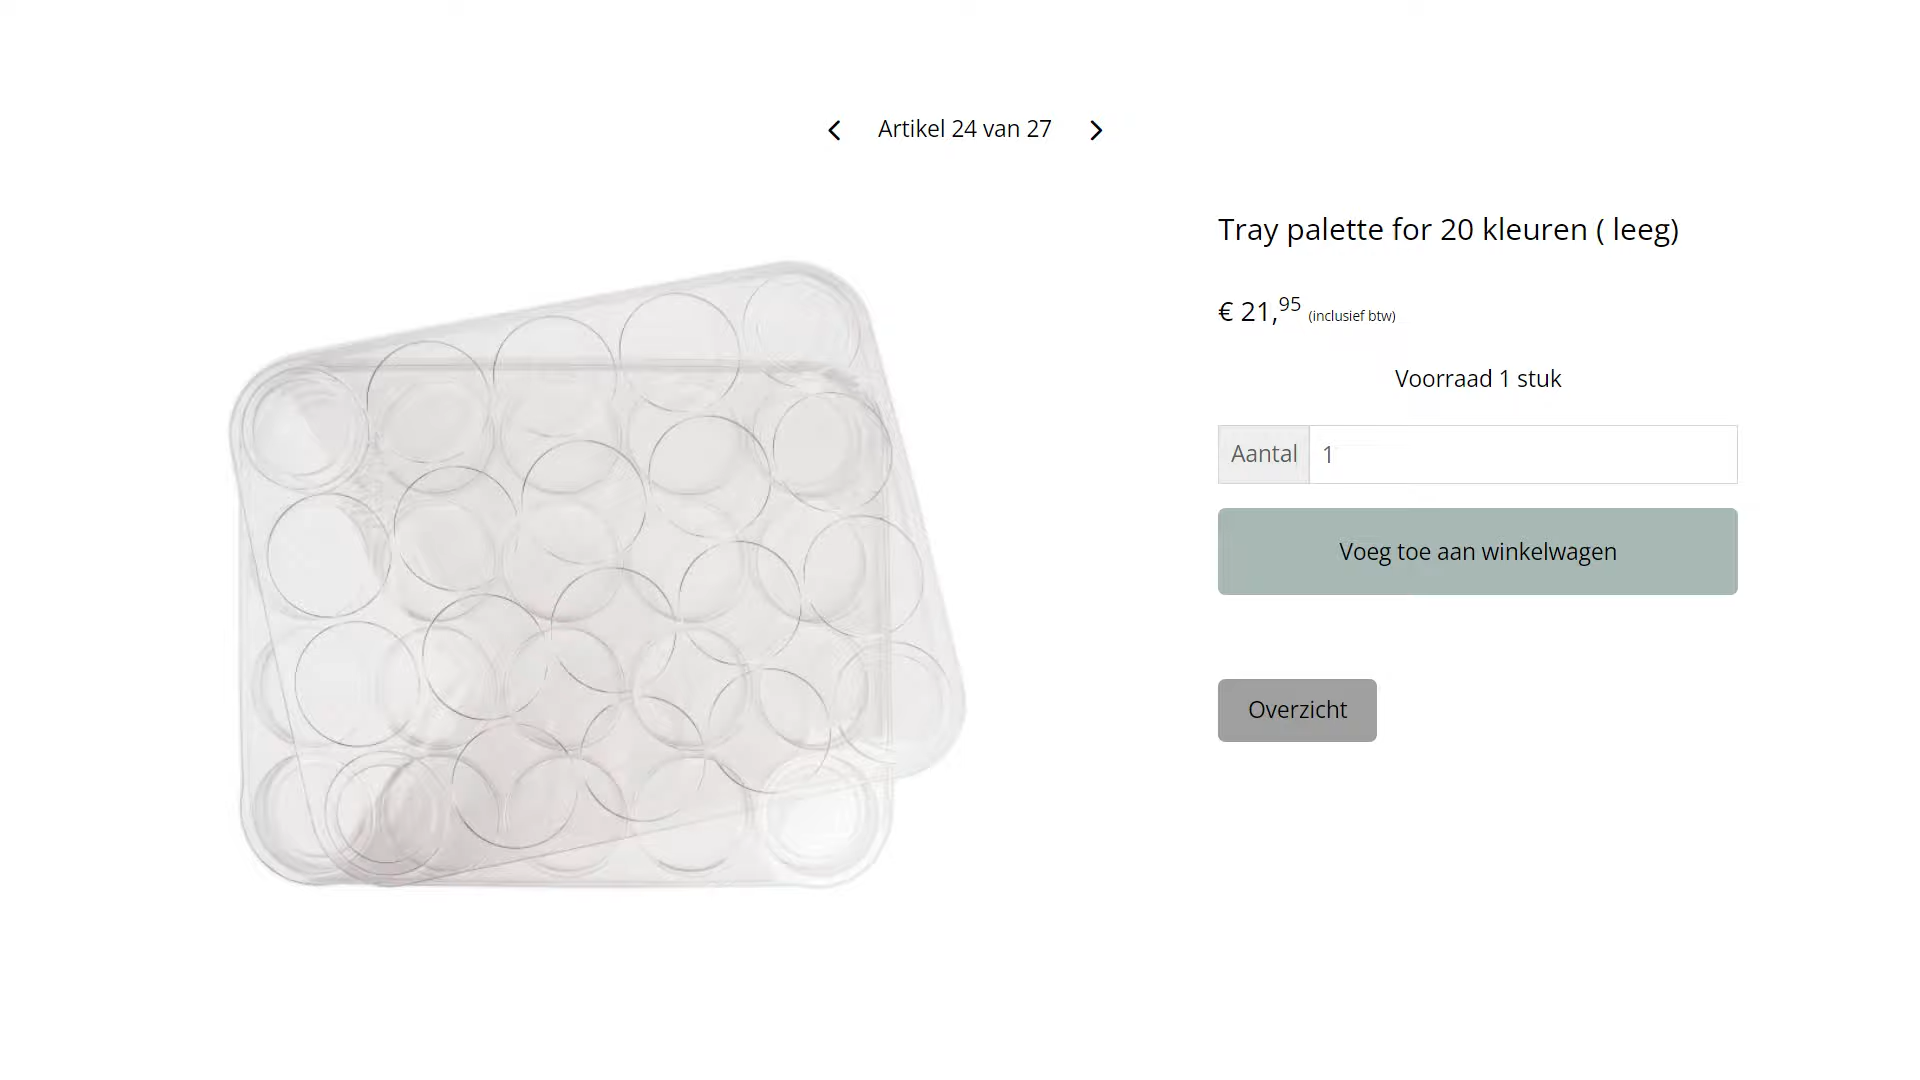 Artikel 24 van 27
Tray palette for 20 kleuren ( leeg)
€ 21,95 (inclusief btw)
Voorraad 1 stuk
Aantal 1
Voeg toe aan winkelwagen
Overzicht